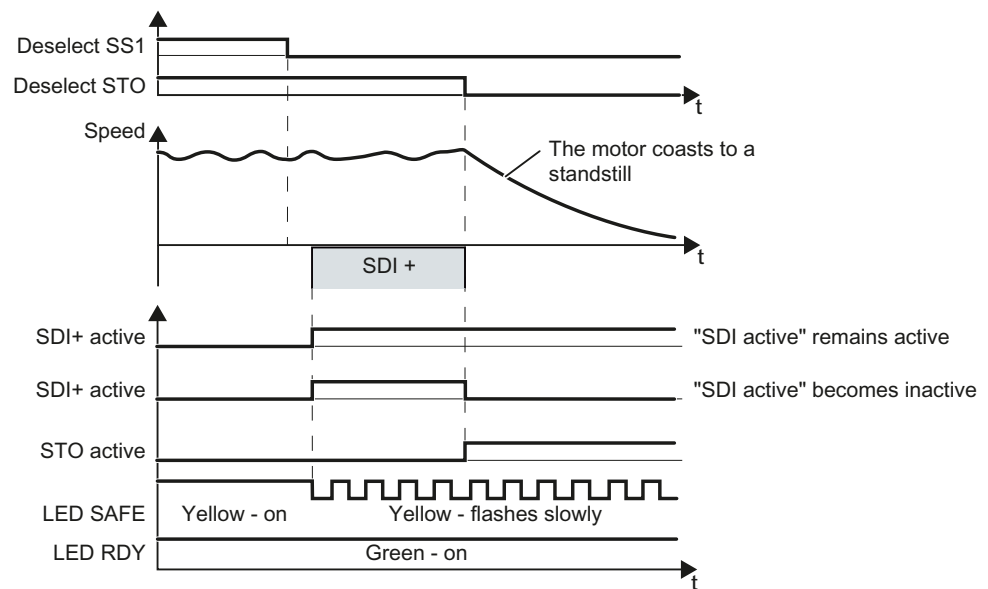 Deselect SS1
Deselect STO
t
Speed
The motor coasts to a
standstill
t
SDI +
SDI+ active
"SDI active" remains active
SDI+ active
"SDI active" becomes inactive
STO active
LED SAFE
Yellow - on
Yellow - flashes slowly
LED RDY
Green - on
t